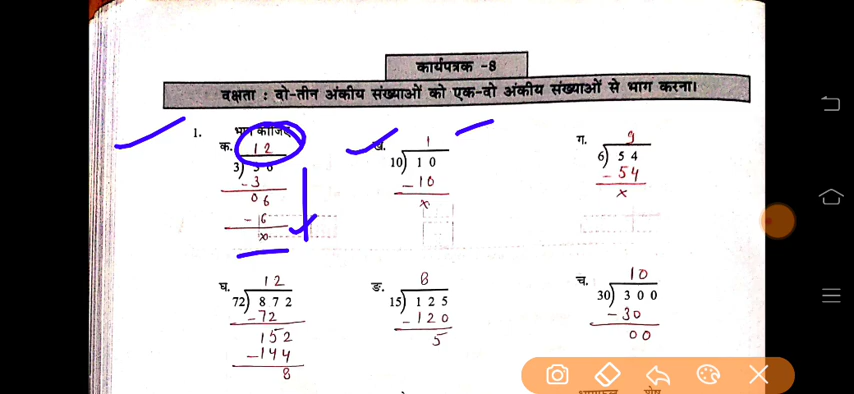 कार्यपत्रक -8
दक्षता : दो-तीन अंकीय संख्याओं को एक-दो अंकीय संख्याओं से भाग करना।
1. भाग कीजिए
क. 12
3) 36
-3
06
-6
x
ख. 1
10) 10
-10
x
ग. 9
6) 54
-54
x
घ. 12
72) 872
-72
152
-144
8
ङ. 8
15) 125
-120
5
च. 10
30) 300
-30
00
भागफल शेष